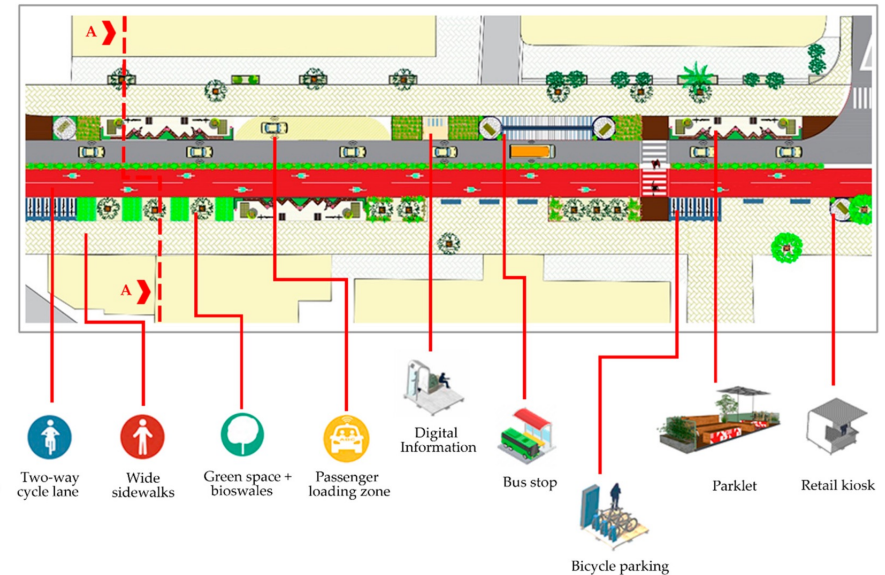 A
A
Two-way
cycle lane
Wide
sidewalks
Green space +
bioswales
Passenger
loading zone
Digital
Information
Bus stop
Bicycle parking
Parklet
Retail kiosk